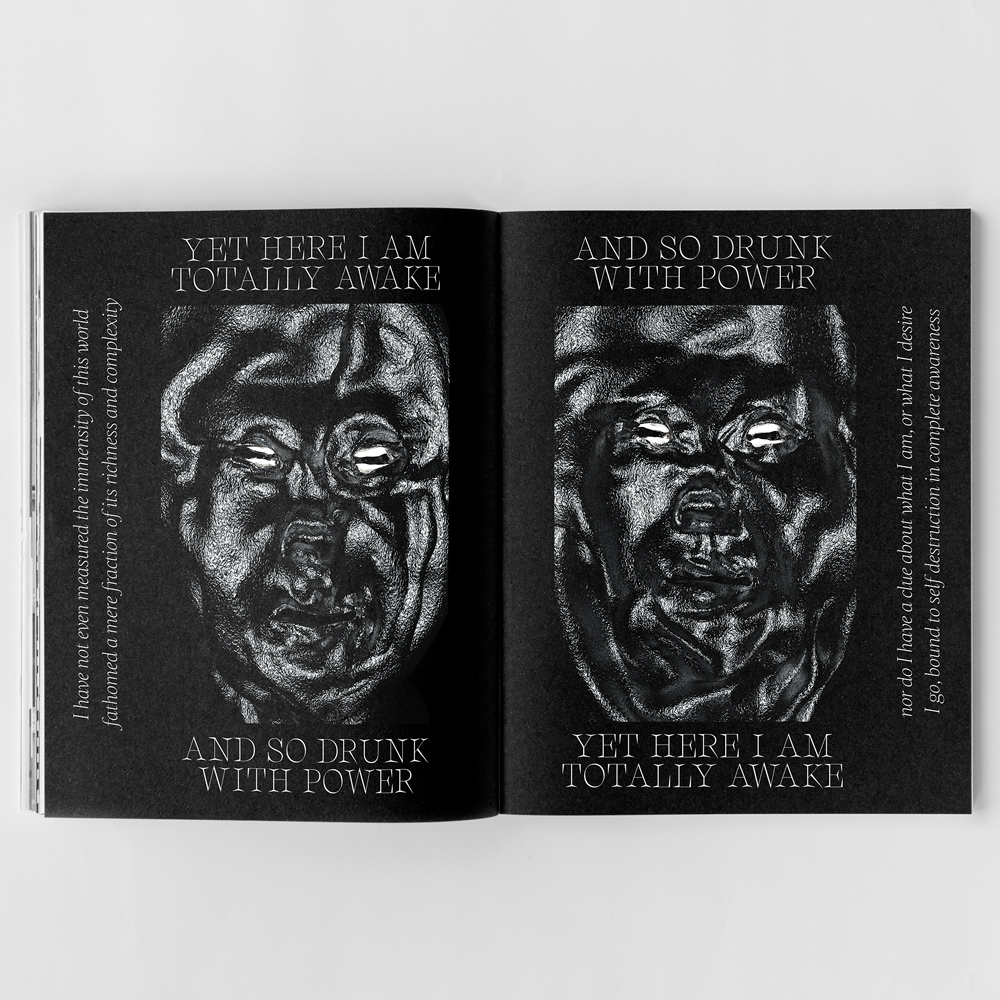 YET HERE I AM
TOTALLY AWAKE
I have not even measured the immensity of this world
fathomed a mere fraction of its richness and complexity
AND SO DRUNK
WITH POWER
AND SO DRUNK
WITH POWER
nor do I have a clue about what I am, or what I desire
I go, bound to self destruction in complete awareness
YET HERE I AM
TOTALLY AWAKE